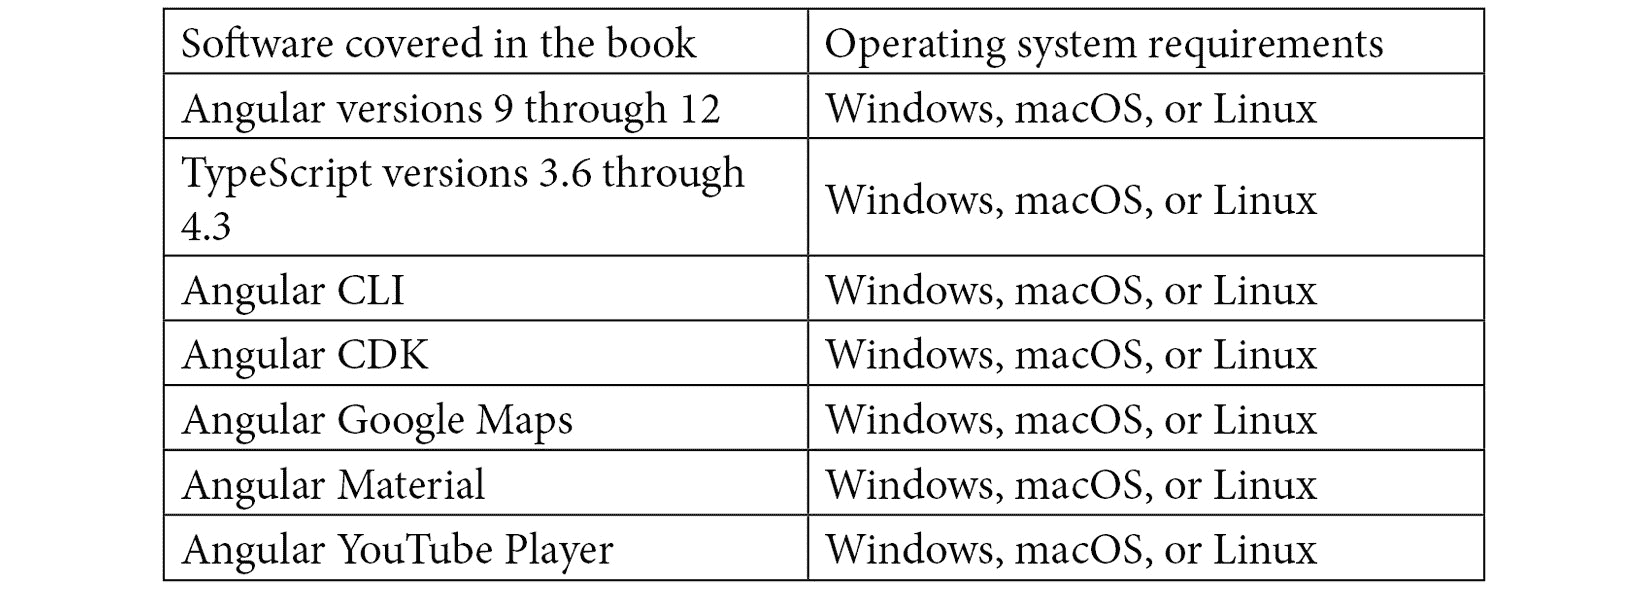 Software covered in the book
Operating system requirements
Angular versions 9 through 12
Windows, macOS, or Linux
TypeScript versions 3.6 through
4.3
Windows, macOS, or Linux
Angular CLI
Windows, macOS, or Linux
Angular CDK
Windows, macOS, or Linux
Angular Google Maps
Windows, macOS, or Linux
Angular Material
Windows, macOS, or Linux
Angular YouTube Player
Windows, macOS, or Linux